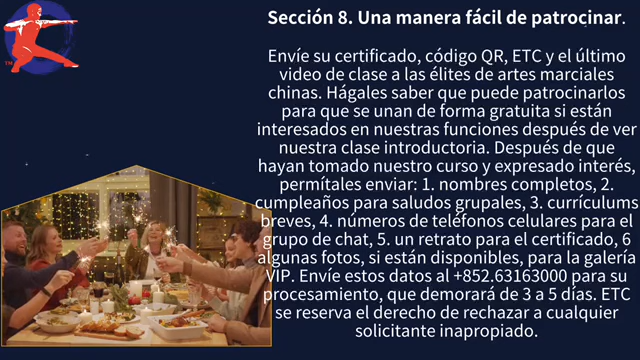 Sección 8. Una manera fácil de patrocinar.
Envíe su certificado, código QR, ETC y el último
video de clase a las élites de artes marciales
chinas. Hágales saber que puede patrocinarlos
para que se unan de forma gratuita si están
interesados en nuestras funciones después de ver
nuestra clase introductoria. Después de que
hayan tomado nuestro curso y expresado interés,
permítales enviar: 1. nombres completos, 2.
cumpleaños para saludos grupales, 3. currículums
breves, 4. números de teléfonos celulares para el
grupo de chat, 5. un retrato para el certificado, 6
algunas fotos, si están disponibles, para la galería
VIP. Envíe estos datos al +852.63163000 para su
procesamiento, que demorará de 3 a 5 días. ETC
se reserva el derecho de rechazar a cualquier
solicitante inapropiado.
TM